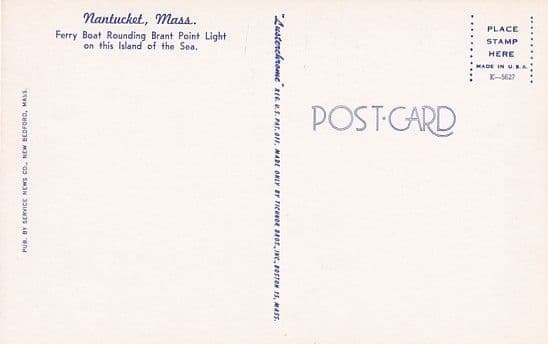 Nantucket, Mass.
Ferry Boat Rounding Brant Point Light
on this Island of the Sea.
PUB. BY SERVICE NEWS CO., NEW BEDFORD, MASS.
"Lusterchrome" REG. U.S. PAT. OFF. MADE ONLY BY TICHNOR BROS., INC., BOSTON 15, MASS.
POST·CARD
PLACE
STAMP
HERE
MADE IN U.S.A.
K—5627